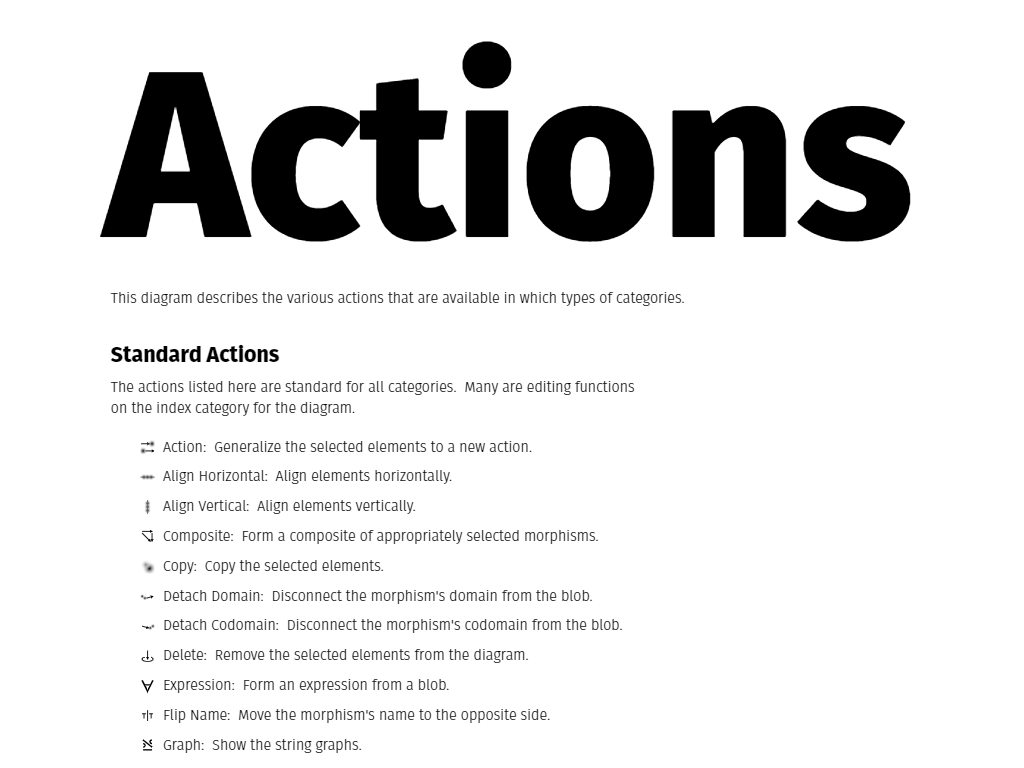 Actions
This diagram describes the various actions that are available in which types of categories.
Standard Actions
The actions listed here are standard for all categories.  Many are editing functions
on the index category for the diagram.
Action:  Generalize the selected elements to a new action.
Align Horizontal:  Align elements horizontally.
Align Vertical:  Align elements vertically.
Composite:  Form a composite of appropriately selected morphisms.
Copy:  Copy the selected elements.
Detach Domain:  Disconnect the morphism's domain from the blob.
Detach Codomain:  Disconnect the morphism's codomain from the blob.
Delete:  Remove the selected elements from the diagram.
Expression:  Form an expression from a blob.
Flip Name:  Move the morphism's name to the opposite side.
Graph:  Show the string graphs.